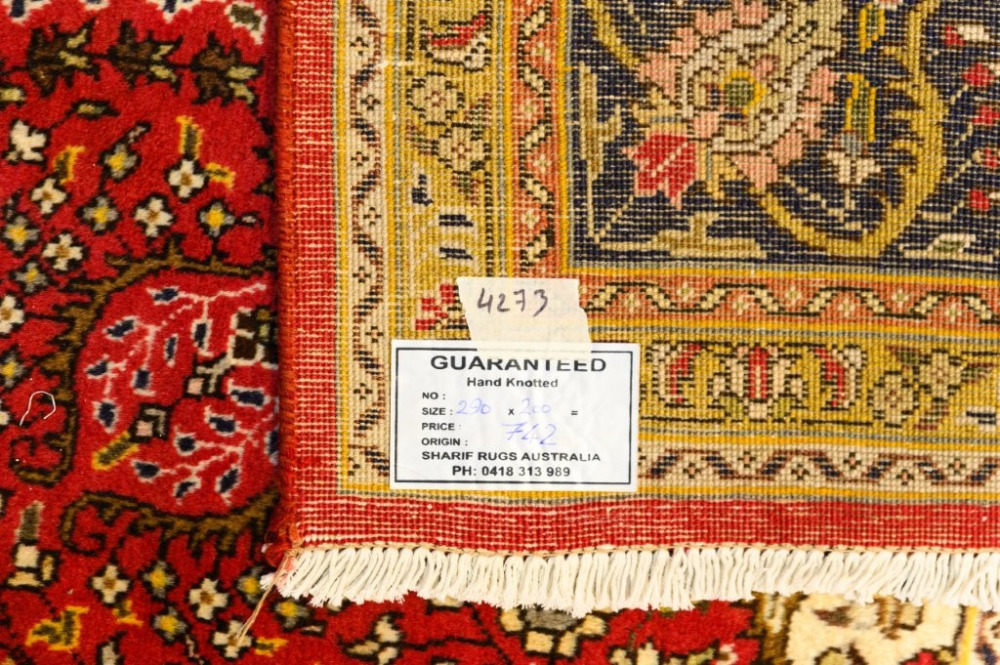 4273
GUARANTEED
Hand Knotted
NO :
SIZE : 290 x 200 =
PRICE :
742
ORIGIN :
SHARIF RUGS AUSTRALIA
PH: 0418 313 989